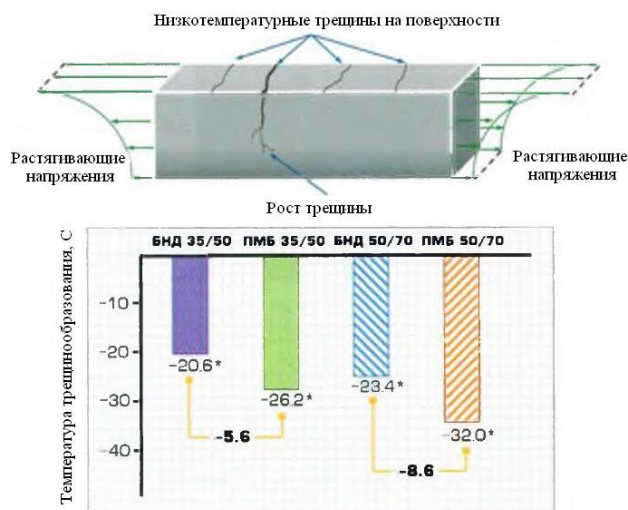 Низкотемпературные трещины на поверхности
Растягивающие
напряжения
Растягивающие
напряжения
Рост трещины
Температура трещинообразования, С
БНД 35/50 ПМБ 35/50 БНД 50/70 ПМБ 50/70
-10
-20
-30
-40
-20.6*
-26.2*
-23.4*
-32.0*
-5.6
-8.6